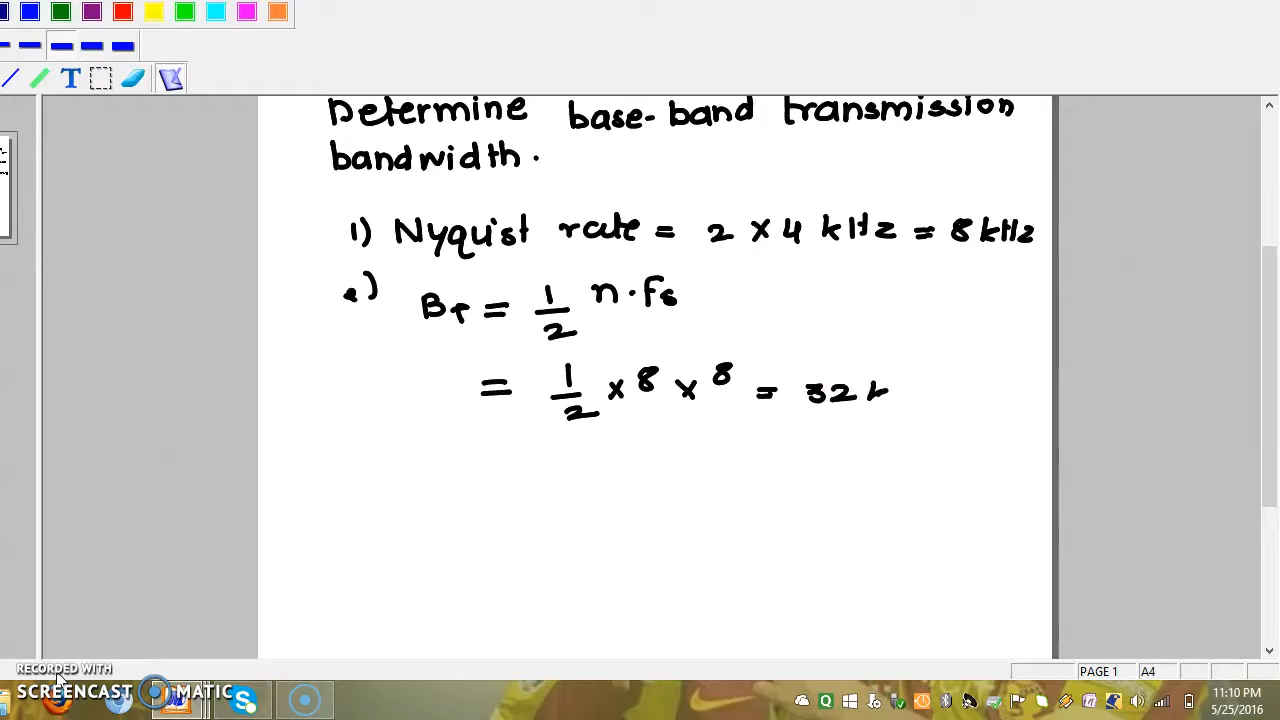 Determine base-band transmission
bandwidth.
1) Nyquist rate = 2 x 4 kHz = 8 kHz
2) BT = 1/2 n.fs
= 1/2 x 8 x 8 = 32 k
RECORDED WITH
SCREENCAST MATIC
PAGE 1 A4
11:10 PM
5/25/2016